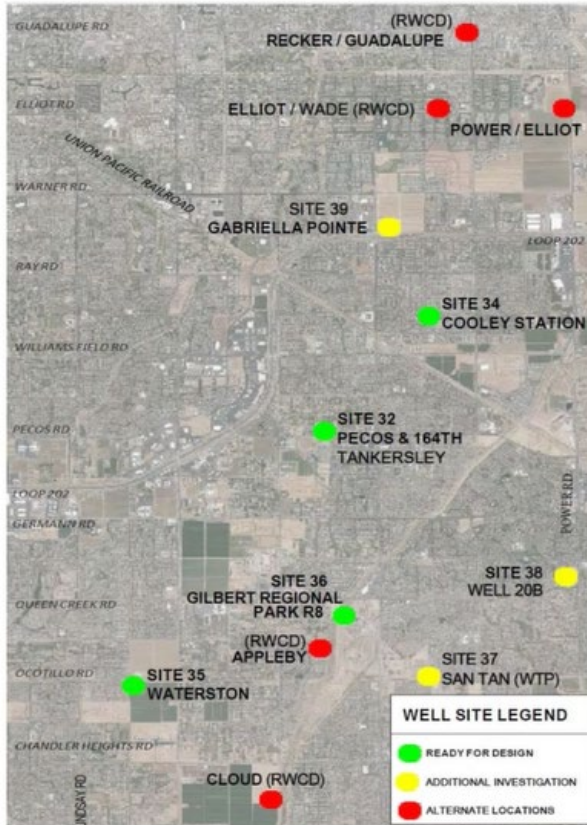 GUADALUPE RD
(RWCD)
RECKER / GUADALUPE
ELLIOT RD
ELLIOT / WADE (RWCD)
POWER / ELLIOT
UNION PACIFIC RAILROAD
WARNER RD
SITE 39
GABRIELLA POINTE
LOOP 202
RAY RD
SITE 34
COOLEY STATION
WILLIAMS FIELD RD
SITE 32
PECOS & 164TH
TANKERSLEY
PECOS RD
LOOP 202
GERMANN RD
POWER RD
SITE 38
WELL 20B
SITE 36
GILBERT REGIONAL
PARK R8
QUEEN CREEK RD
(RWCD)
APPLEBY
SITE 37
SAN TAN (WTP)
OCOTILLO RD
SITE 35
WATERSTON
CHANDLER HEIGHTS RD
CLOUD (RWCD)
UNDSAY RD
WELL SITE LEGEND
READY FOR DESIGN
ADDITIONAL INVESTIGATION
ALTERNATE LOCATIONS